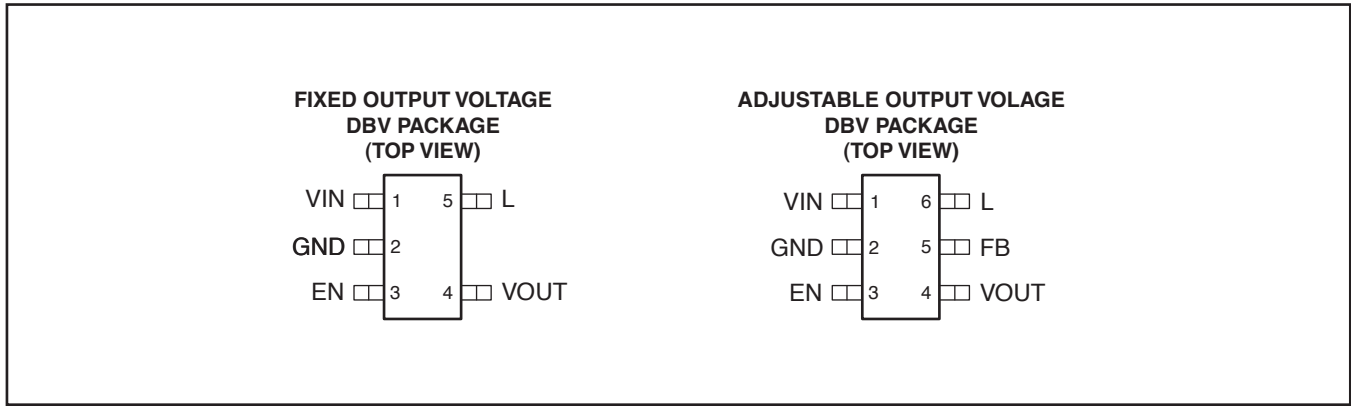 FIXED OUTPUT VOLTAGE
DBV PACKAGE
(TOP VIEW)
VIN 1 5 L
GND 2
EN 3 4 VOUT
ADJUSTABLE OUTPUT VOLAGE
DBV PACKAGE
(TOP VIEW)
VIN 1 6 L
GND 2 5 FB
EN 3 4 VOUT